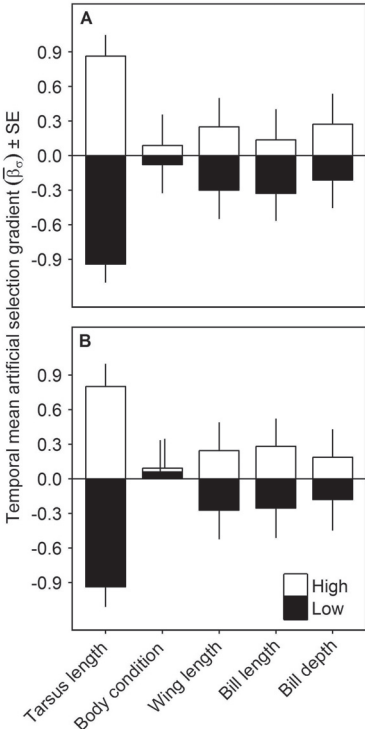 Temporal mean artificial selection gradient (β̅σ) ± SE
A
0.9
0.6
0.3
0.0
-0.3
-0.6
-0.9
B
0.9
0.6
0.3
0.0
-0.3
-0.6
-0.9
High
Low
Tarsus length
Body condition
Wing length
Bill length
Bill depth